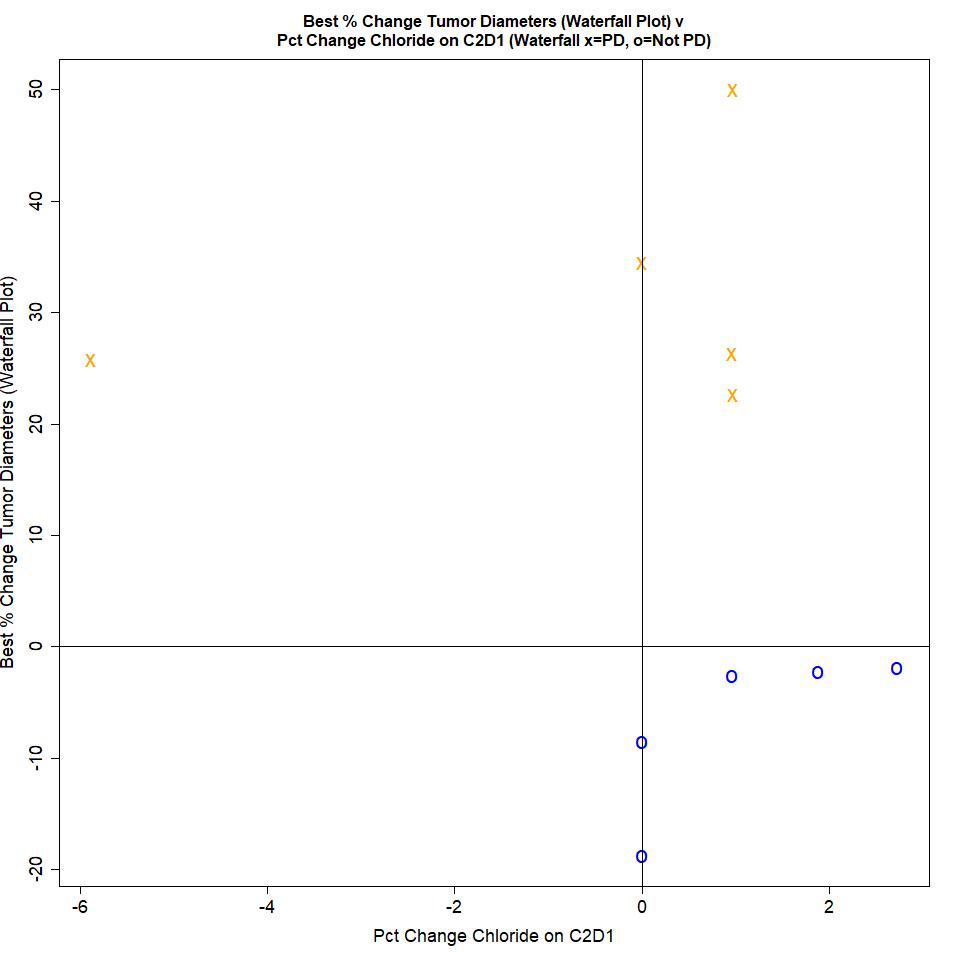 Best % Change Tumor Diameters (Waterfall Plot) v
Pct Change Chloride on C2D1 (Waterfall x=PD, o=Not PD)
Best % Change Tumor Diameters (Waterfall Plot)
50
40
30
20
10
0
-10
-20
X
X
X
X
X
O
O
O
O
O
-6
-4
-2
0
2
Pct Change Chloride on C2D1